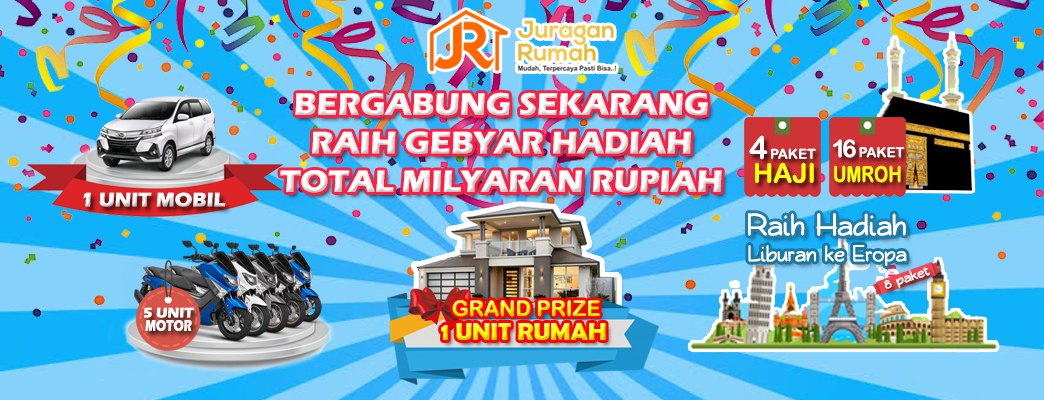 JR
Juragan
Rumah
Mudah, Terpercaya Pasti Bisa..!
BERGABUNG SEKARANG
RAIH GEBYAR HADIAH
TOTAL MILYARAN RUPIAH
1 UNIT MOBIL
5 UNIT
MOTOR
GRAND PRIZE
1 UNIT RUMAH
4 PAKET
HAJI
16 PAKET
UMROH
Raih Hadiah
Liburan ke Eropa
8 paket